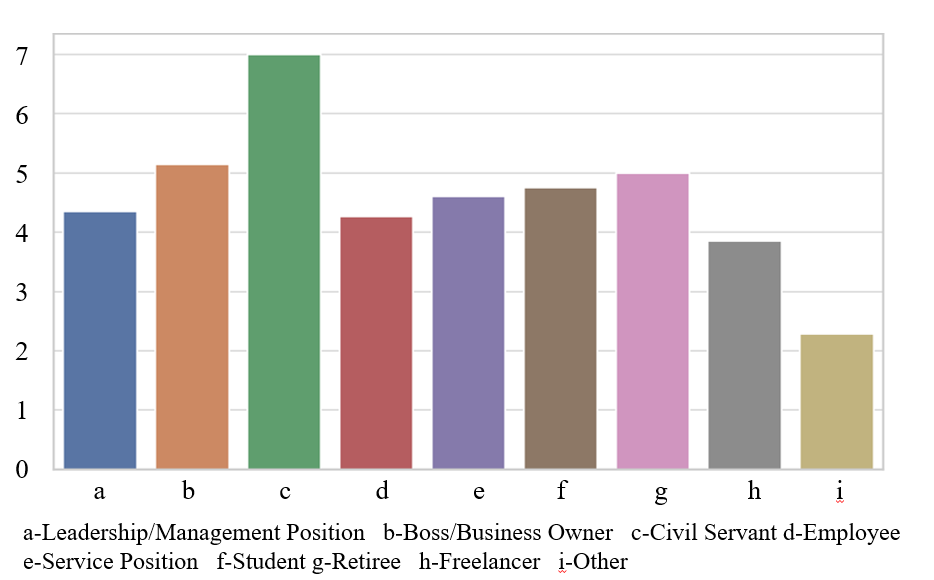 7
6
5
4
3
2
1
0
a b c d e f g h i
a-Leadership/Management Position b-Boss/Business Owner c-Civil Servant d-Employee
e-Service Position f-Student g-Retiree h-Freelancer i-Other